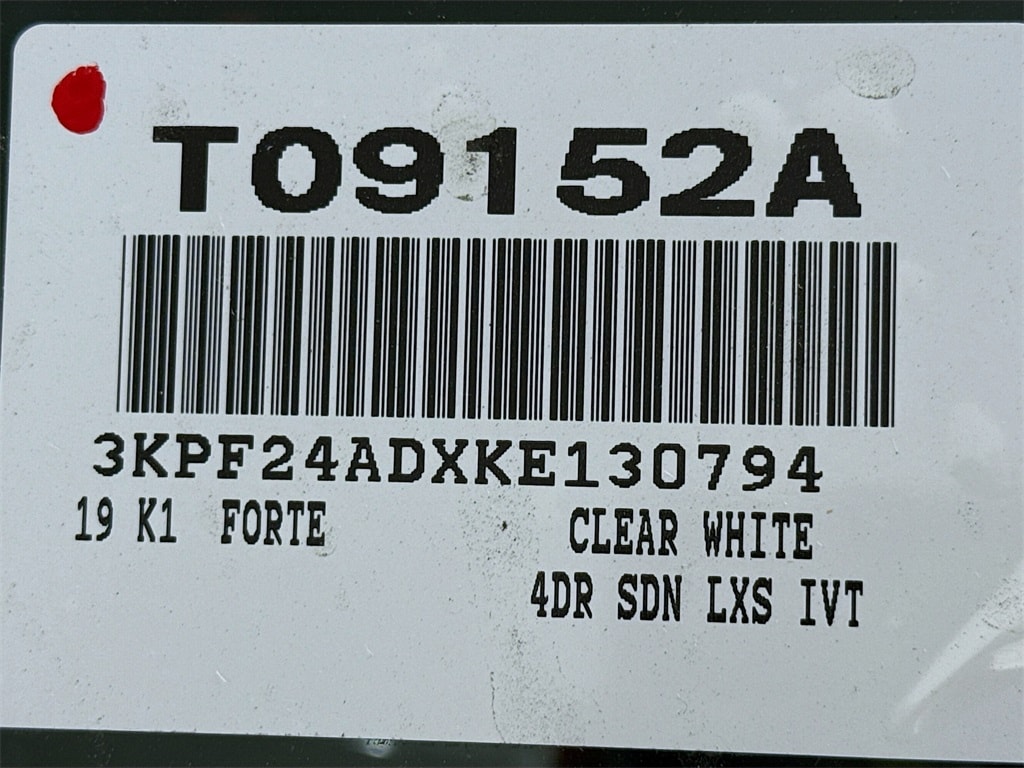 T09152A
3KPF24ADXKE130794
19 K1 FORTE CLEAR WHITE
4DR SDN LXS IVT